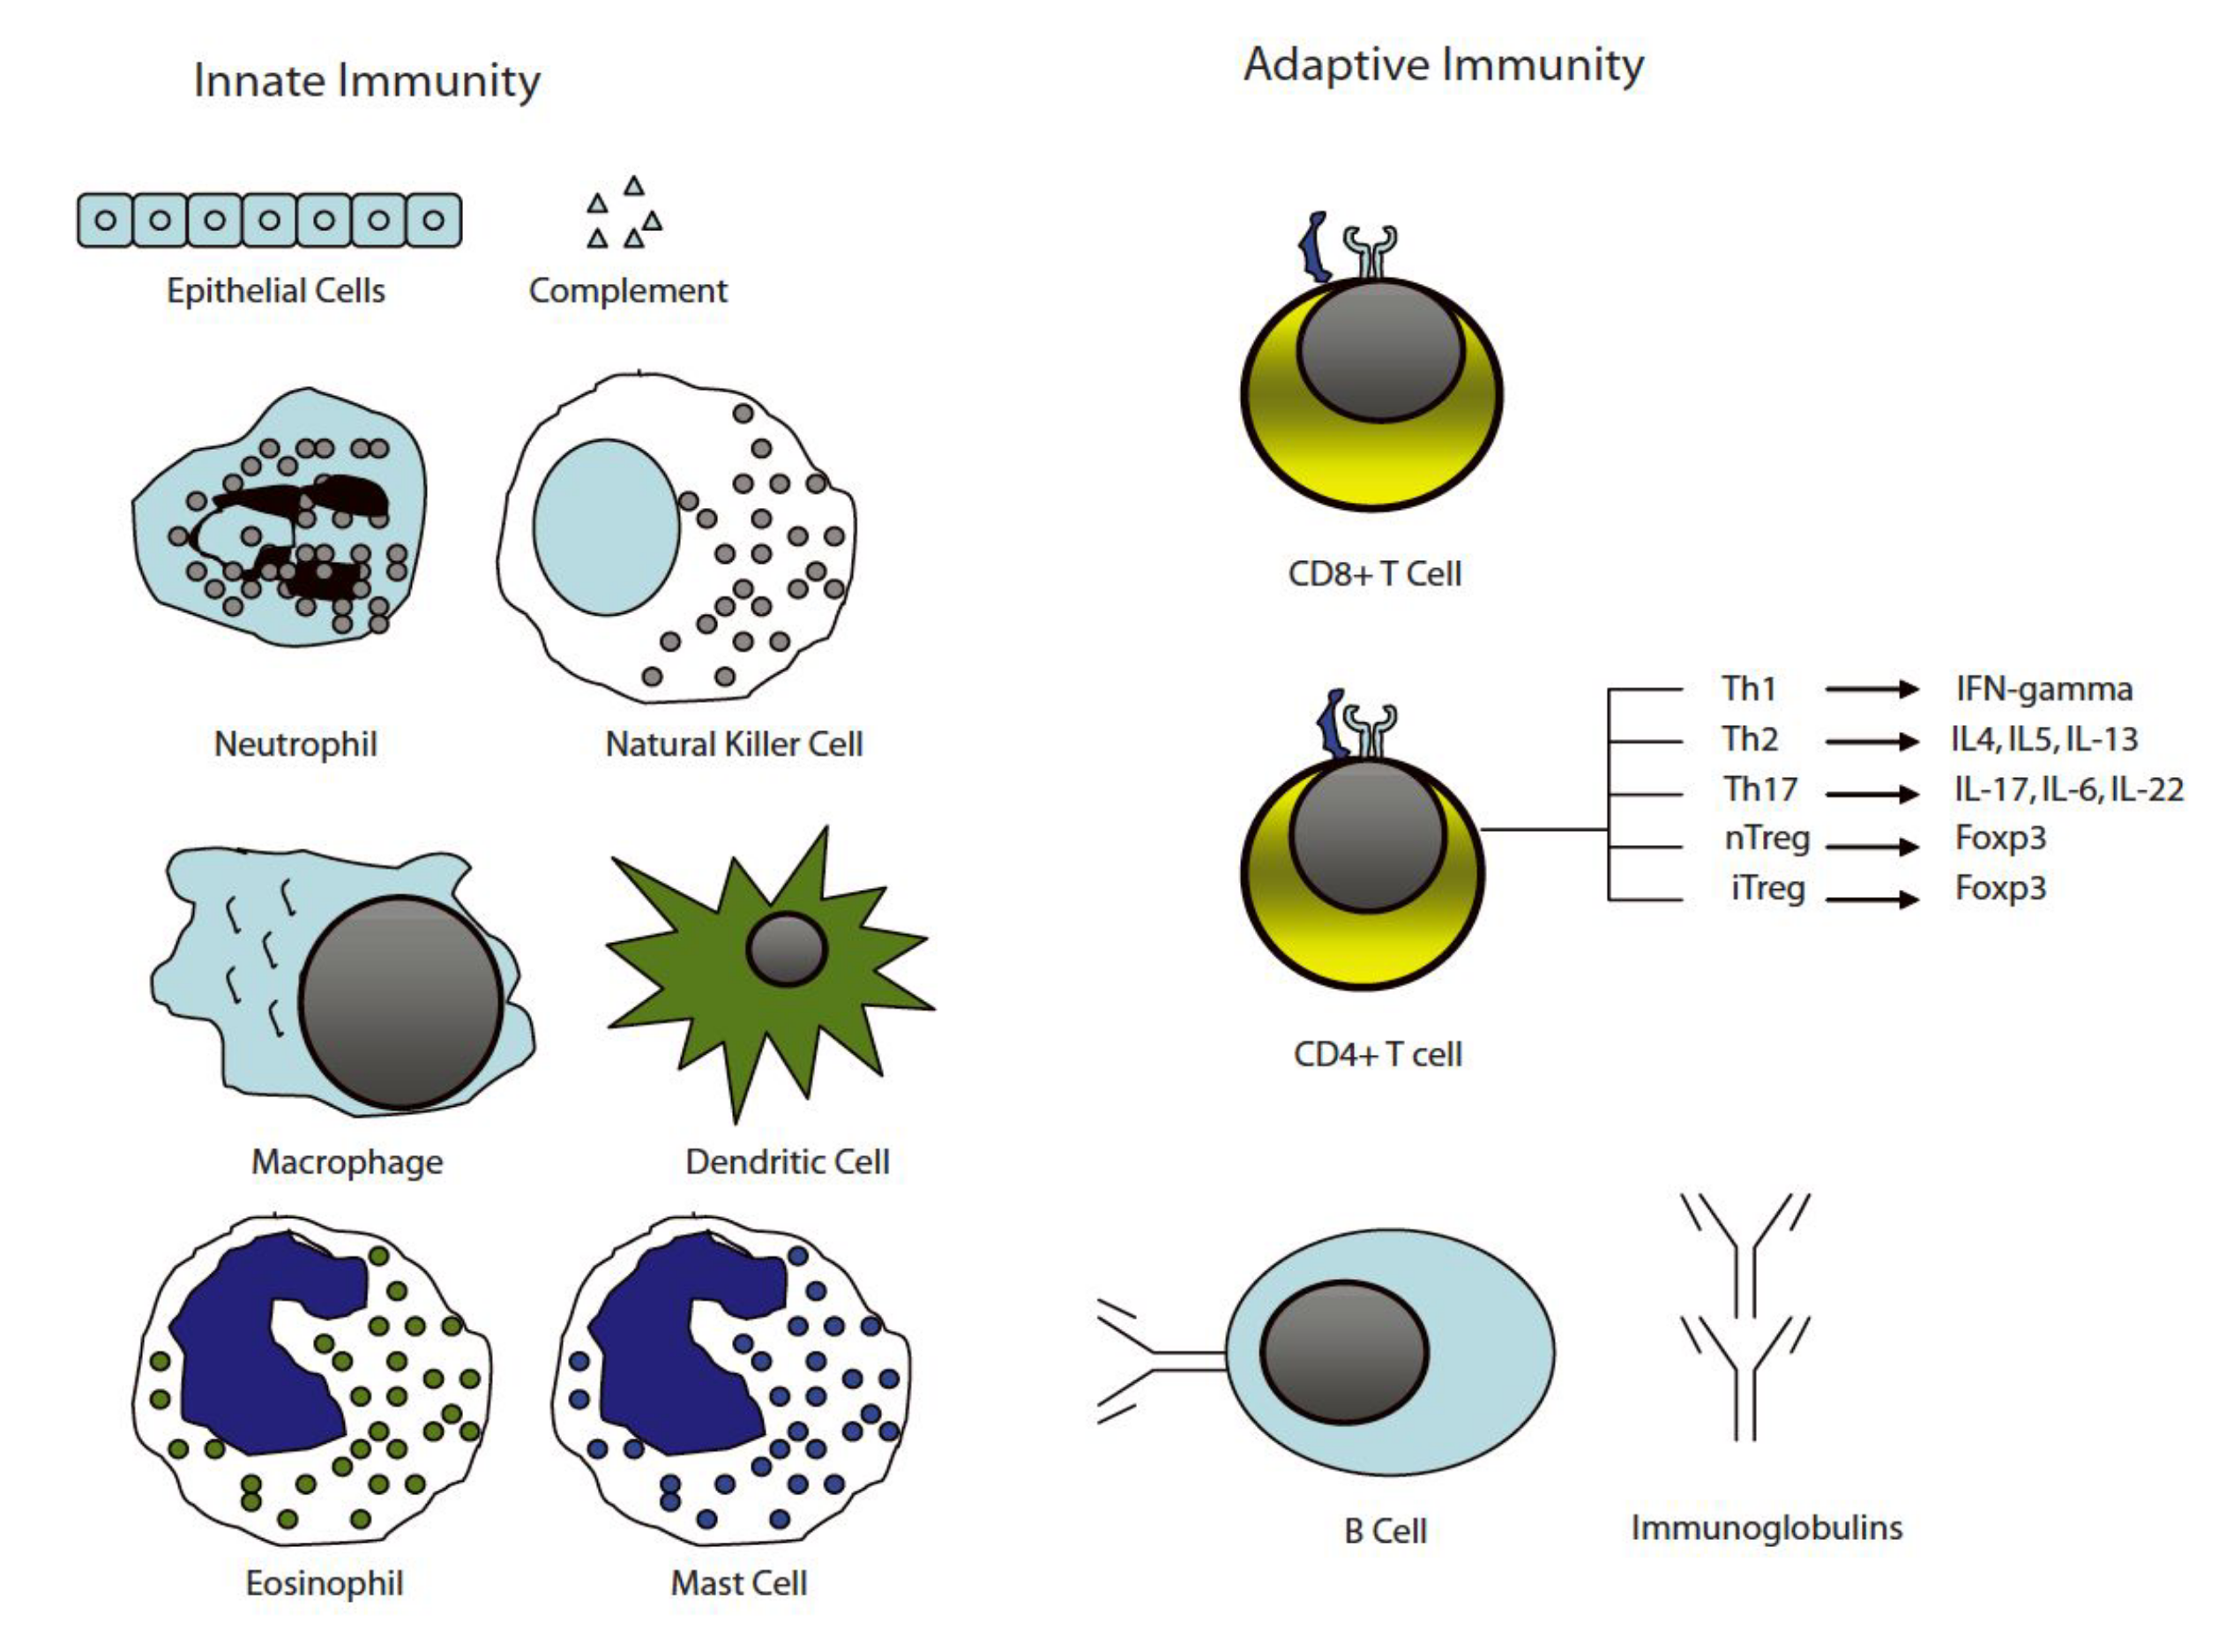 Innate Immunity
Adaptive Immunity
Epithelial Cells
Complement
Neutrophil
Natural Killer Cell
Macrophage
Dendritic Cell
Eosinophil
Mast Cell
CD8+ T Cell
Th1 IFN-gamma
Th2 IL4, IL5, IL-13
Th17 IL-17, IL-6, IL-22
nTreg Foxp3
iTreg Foxp3
CD4+ T cell
B Cell
Immunoglobulins